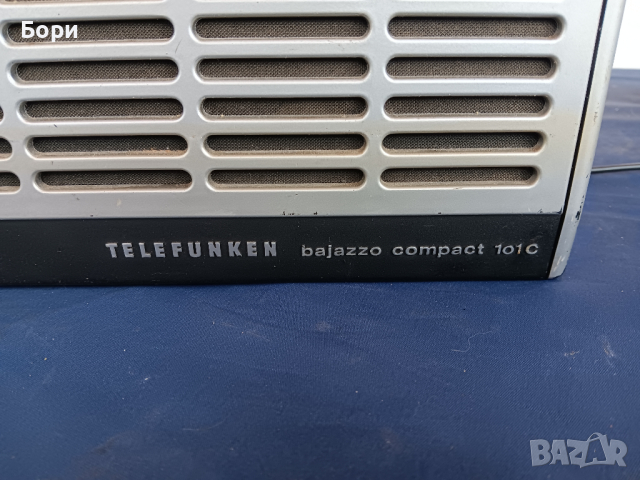 Бори
TELEFUNKEN bajazzo compact 101C
BAZAR